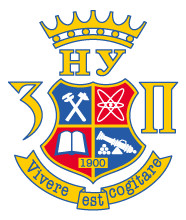 НУ
З П
1900
Vivere est cogitare